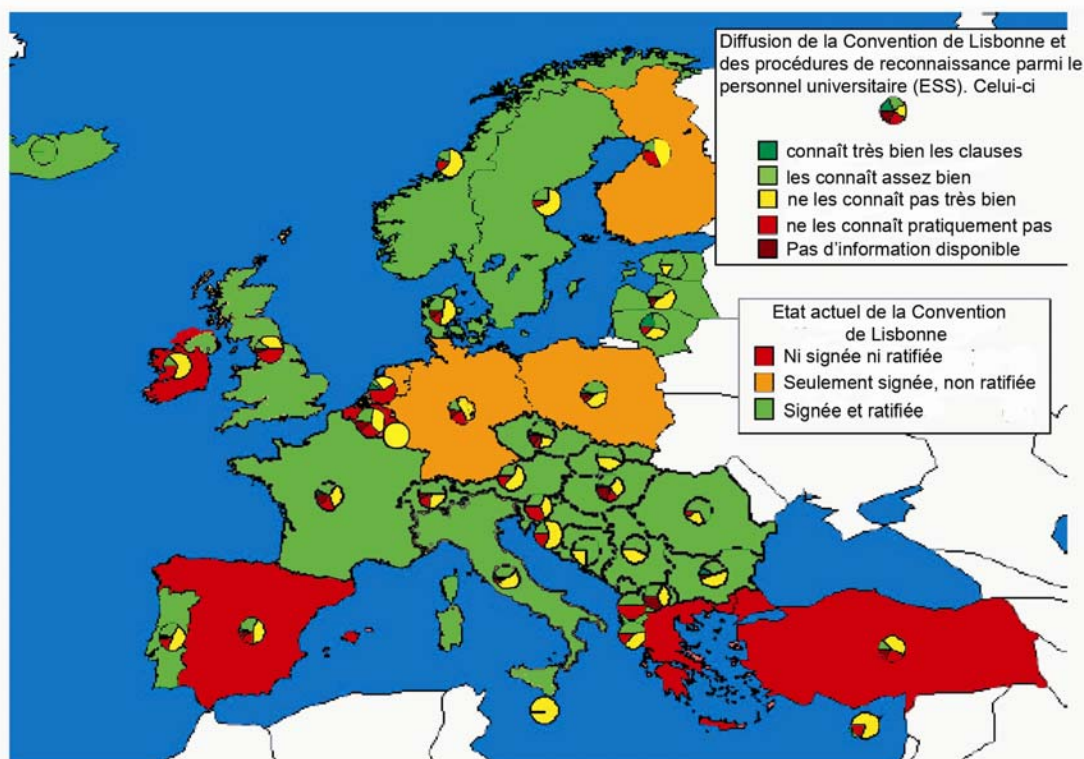 Diffusion de la Convention de Lisbonne et
des procédures de reconnaissance parmi le
personnel universitaire (ESS). Celui-ci
connaît très bien les clauses
les connaît assez bien
ne les connaît pas très bien
ne les connaît pratiquement pas
Pas d'information disponible
Etat actuel de la Convention
de Lisbonne
Ni signée ni ratifiée
Seulement signée, non ratifiée
Signée et ratifiée